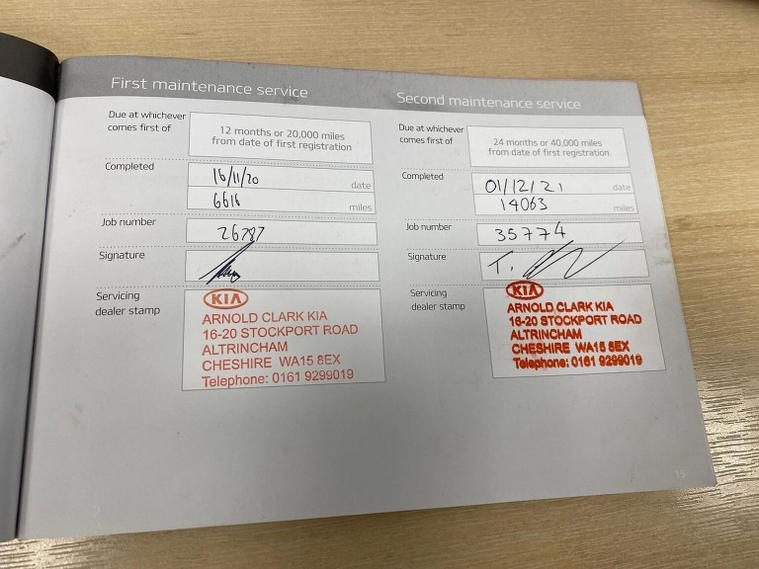 First maintenance service
Due at whichever
comes first of
12 months or 20,000 miles
from date of first registration
Completed
16/11/20 date
6616 miles
Job number
26787
Signature
Servicing
dealer stamp
KIA
ARNOLD CLARK KIA
16-20 STOCKPORT ROAD
ALTRINCHAM
CHESHIRE WA15 8EX
Telephone: 0161 9299019
Second maintenance service
Due at whichever
comes first of
24 months or 40,000 miles
from date of first registration
Completed
01/12/21 date
14063 miles
Job number
35774
Signature
T.
Servicing
dealer stamp
KIA
ARNOLD CLARK KIA
16-20 STOCKPORT ROAD
ALTRINCHAM
CHESHIRE WA15 8EX
Telephone: 0161 9299019
15